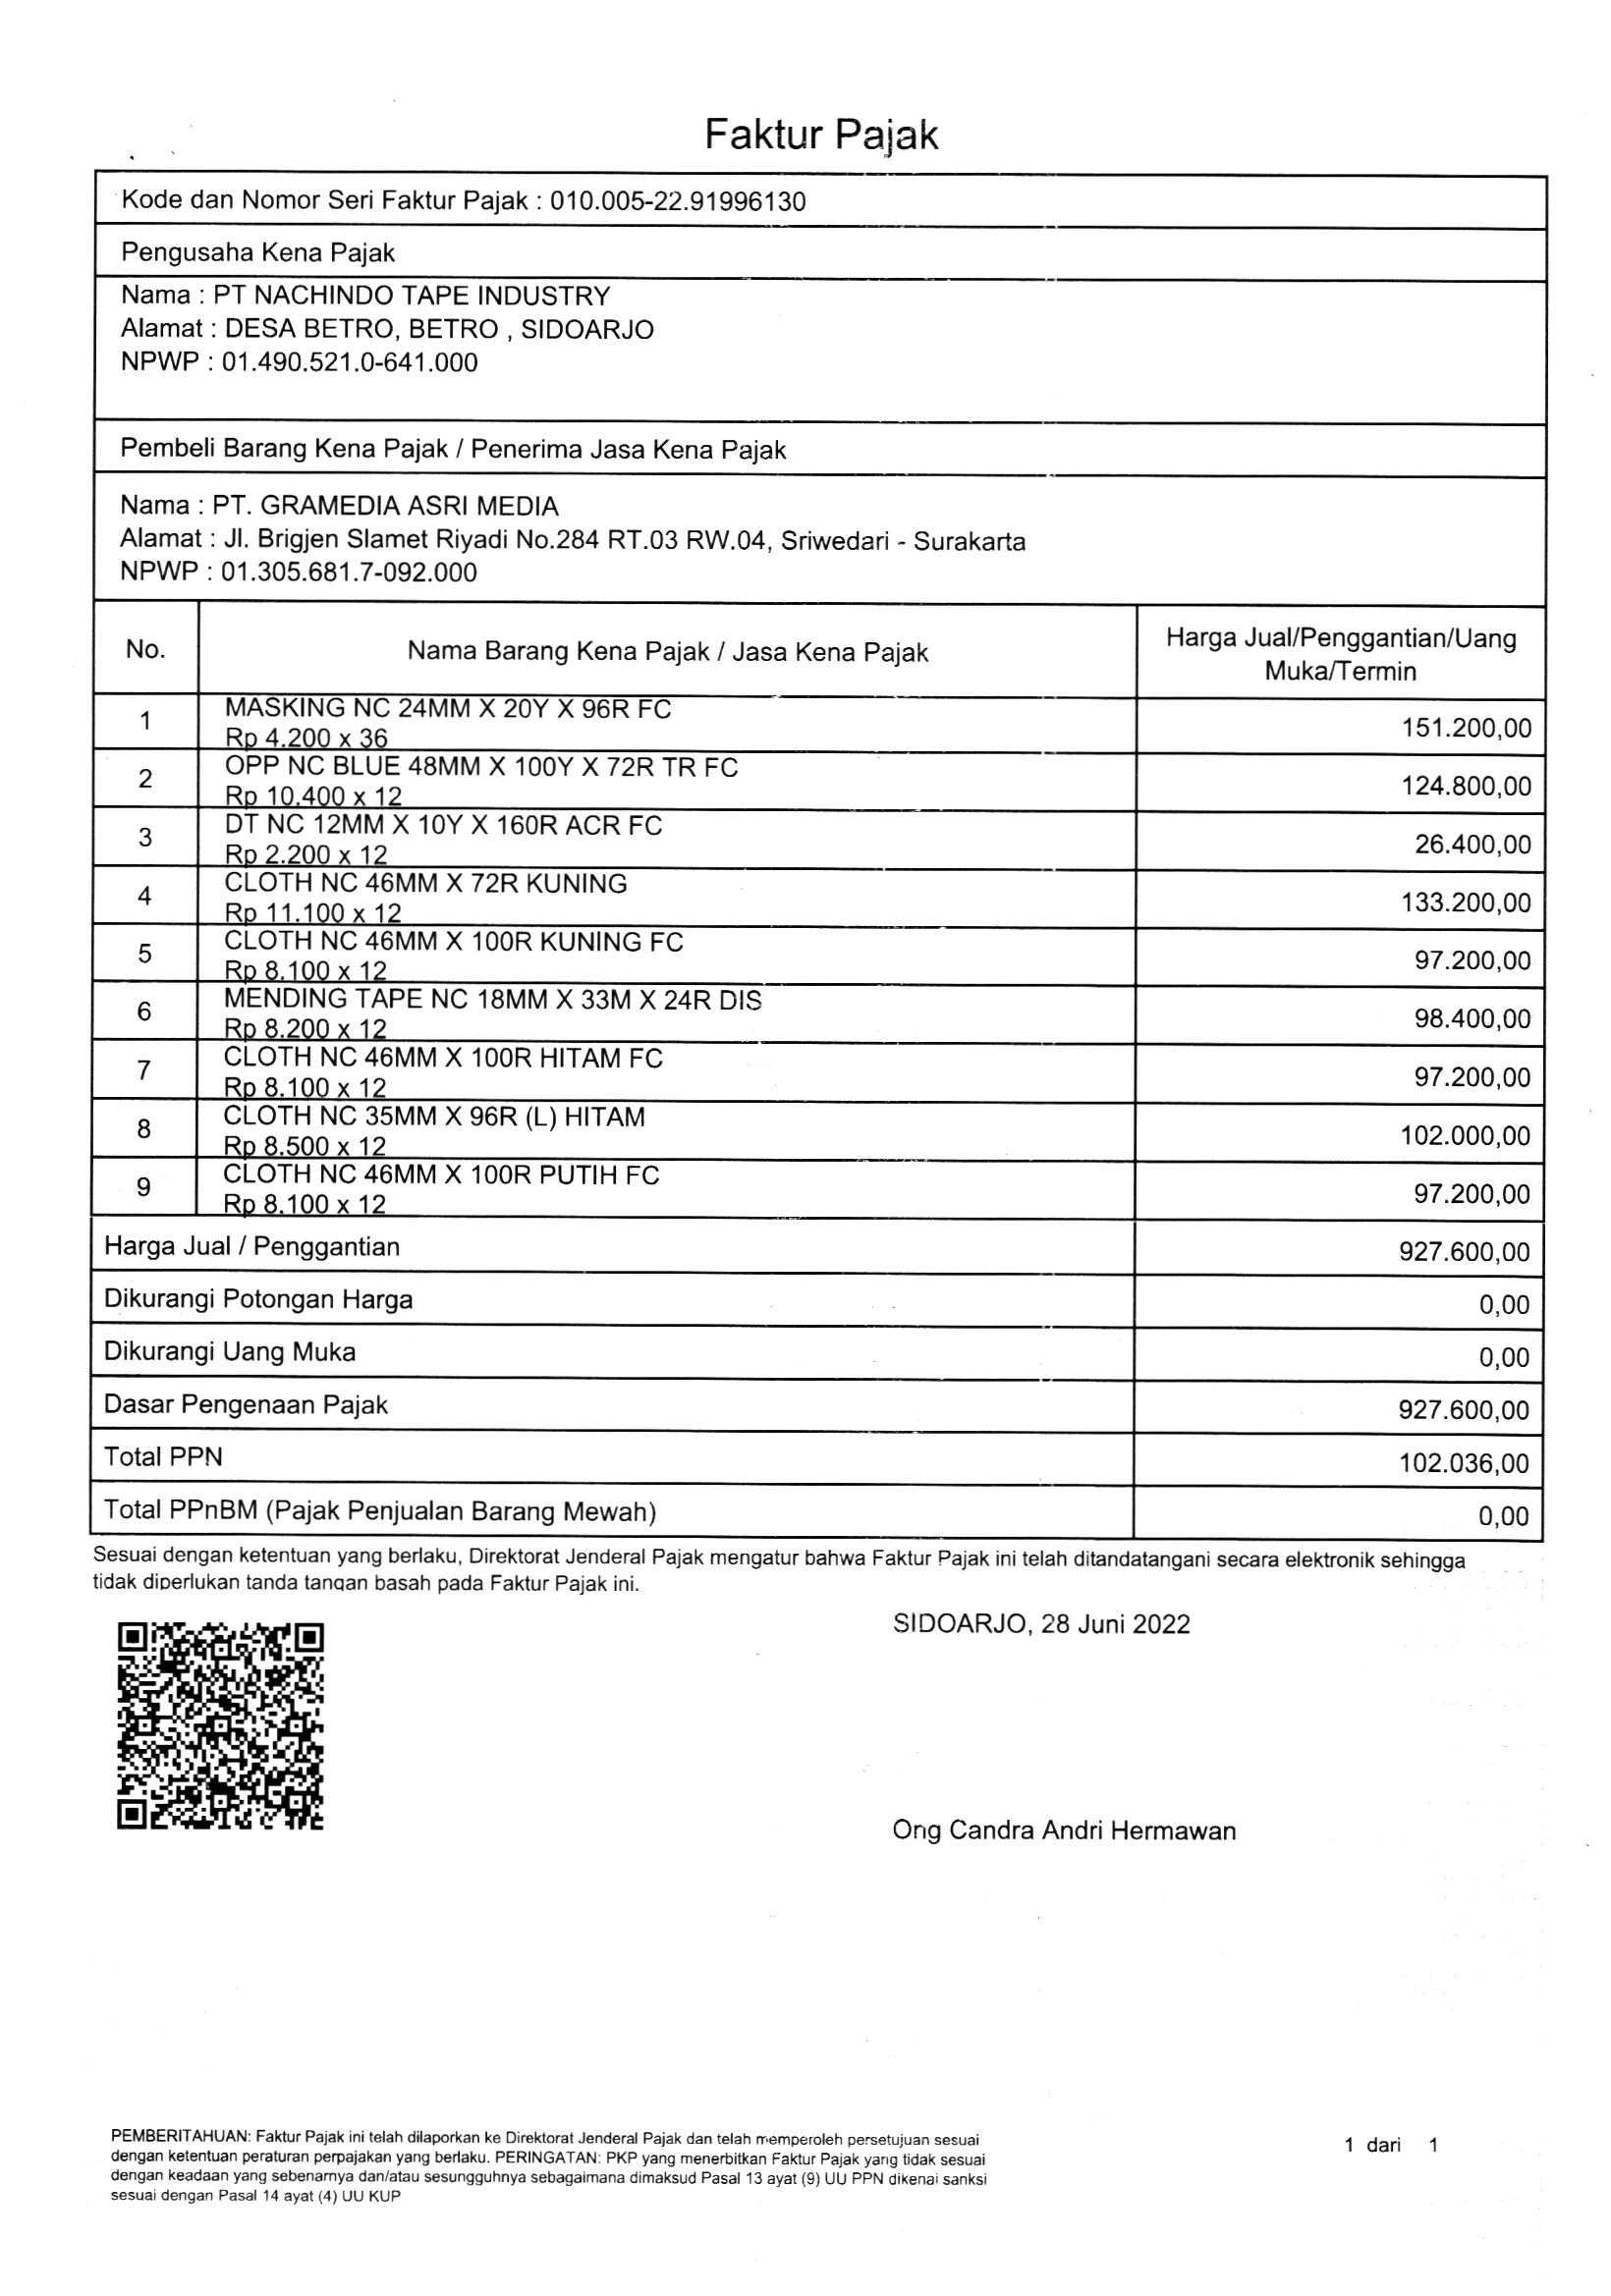 Faktur Pajak
Kode dan Nomor Seri Faktur Pajak : 010.005-22.91996130
Pengusaha Kena Pajak
Nama : PT NACHINDO TAPE INDUSTRY
Alamat : DESA BETRO, BETRO , SIDOARJO
NPWP : 01.490.521.0-641.000
Pembeli Barang Kena Pajak / Penerima Jasa Kena Pajak
Nama : PT. GRAMEDIA ASRI MEDIA
Alamat : Jl. Brigjen Slamet Riyadi No.284 RT.03 RW.04, Sriwedari - Surakarta
NPWP : 01.305.681.7-092.000
No.
Nama Barang Kena Pajak / Jasa Kena Pajak
Harga Jual/Penggantian/Uang
Muka/Termin
1
MASKING NC 24MM X 20Y X 96R FC
Rp 4.200 x 36
151.200,00
2
OPP NC BLUE 48MM X 100Y X 72R TR FC
Rp 10.400 x 12
124.800,00
3
DT NC 12MM X 10Y X 160R ACR FC
Rp 2.200 x 12
26.400,00
4
CLOTH NC 46MM X 72R KUNING
Rp 11.100 x 12
133.200,00
5
CLOTH NC 46MM X 100R KUNING FC
Rp 8.100 x 12
97.200,00
6
MENDING TAPE NC 18MM X 33M X 24R DIS
Rp 8.200 x 12
98.400,00
7
CLOTH NC 46MM X 100R HITAM FC
Rp 8.100 x 12
97.200,00
8
CLOTH NC 35MM X 96R (L) HITAM
Rp 8.500 x 12
102.000,00
9
CLOTH NC 46MM X 100R PUTIH FC
Rp 8.100 x 12
97.200,00
Harga Jual / Penggantian
927.600,00
Dikurangi Potongan Harga
0,00
Dikurangi Uang Muka
0,00
Dasar Pengenaan Pajak
927.600,00
Total PPN
102.036,00
Total PPnBM (Pajak Penjualan Barang Mewah)
0,00
Sesuai dengan ketentuan yang berlaku, Direktorat Jenderal Pajak mengatur bahwa Faktur Pajak ini telah ditandatangani secara elektronik sehingga
tidak diperlukan tanda tangan basah pada Faktur Pajak ini.
SIDOARJO, 28 Juni 2022
Ong Candra Andri Hermawan
PEMBERITAHUAN: Faktur Pajak ini telah dilaporkan ke Direktorat Jenderal Pajak dan telah memperoleh persetujuan sesuai
dengan ketentuan peraturan perpajakan yang berlaku. PERINGATAN: PKP yang menerbitkan Faktur Pajak yang tidak sesuai
dengan keadaan yang sebenarnya dan/atau sesungguhnya sebagaimana dimaksud Pasal 13 ayat (9) UU PPN dikenai sanksi
sesuai dengan Pasal 14 ayat (4) UU KUP
1 dari 1